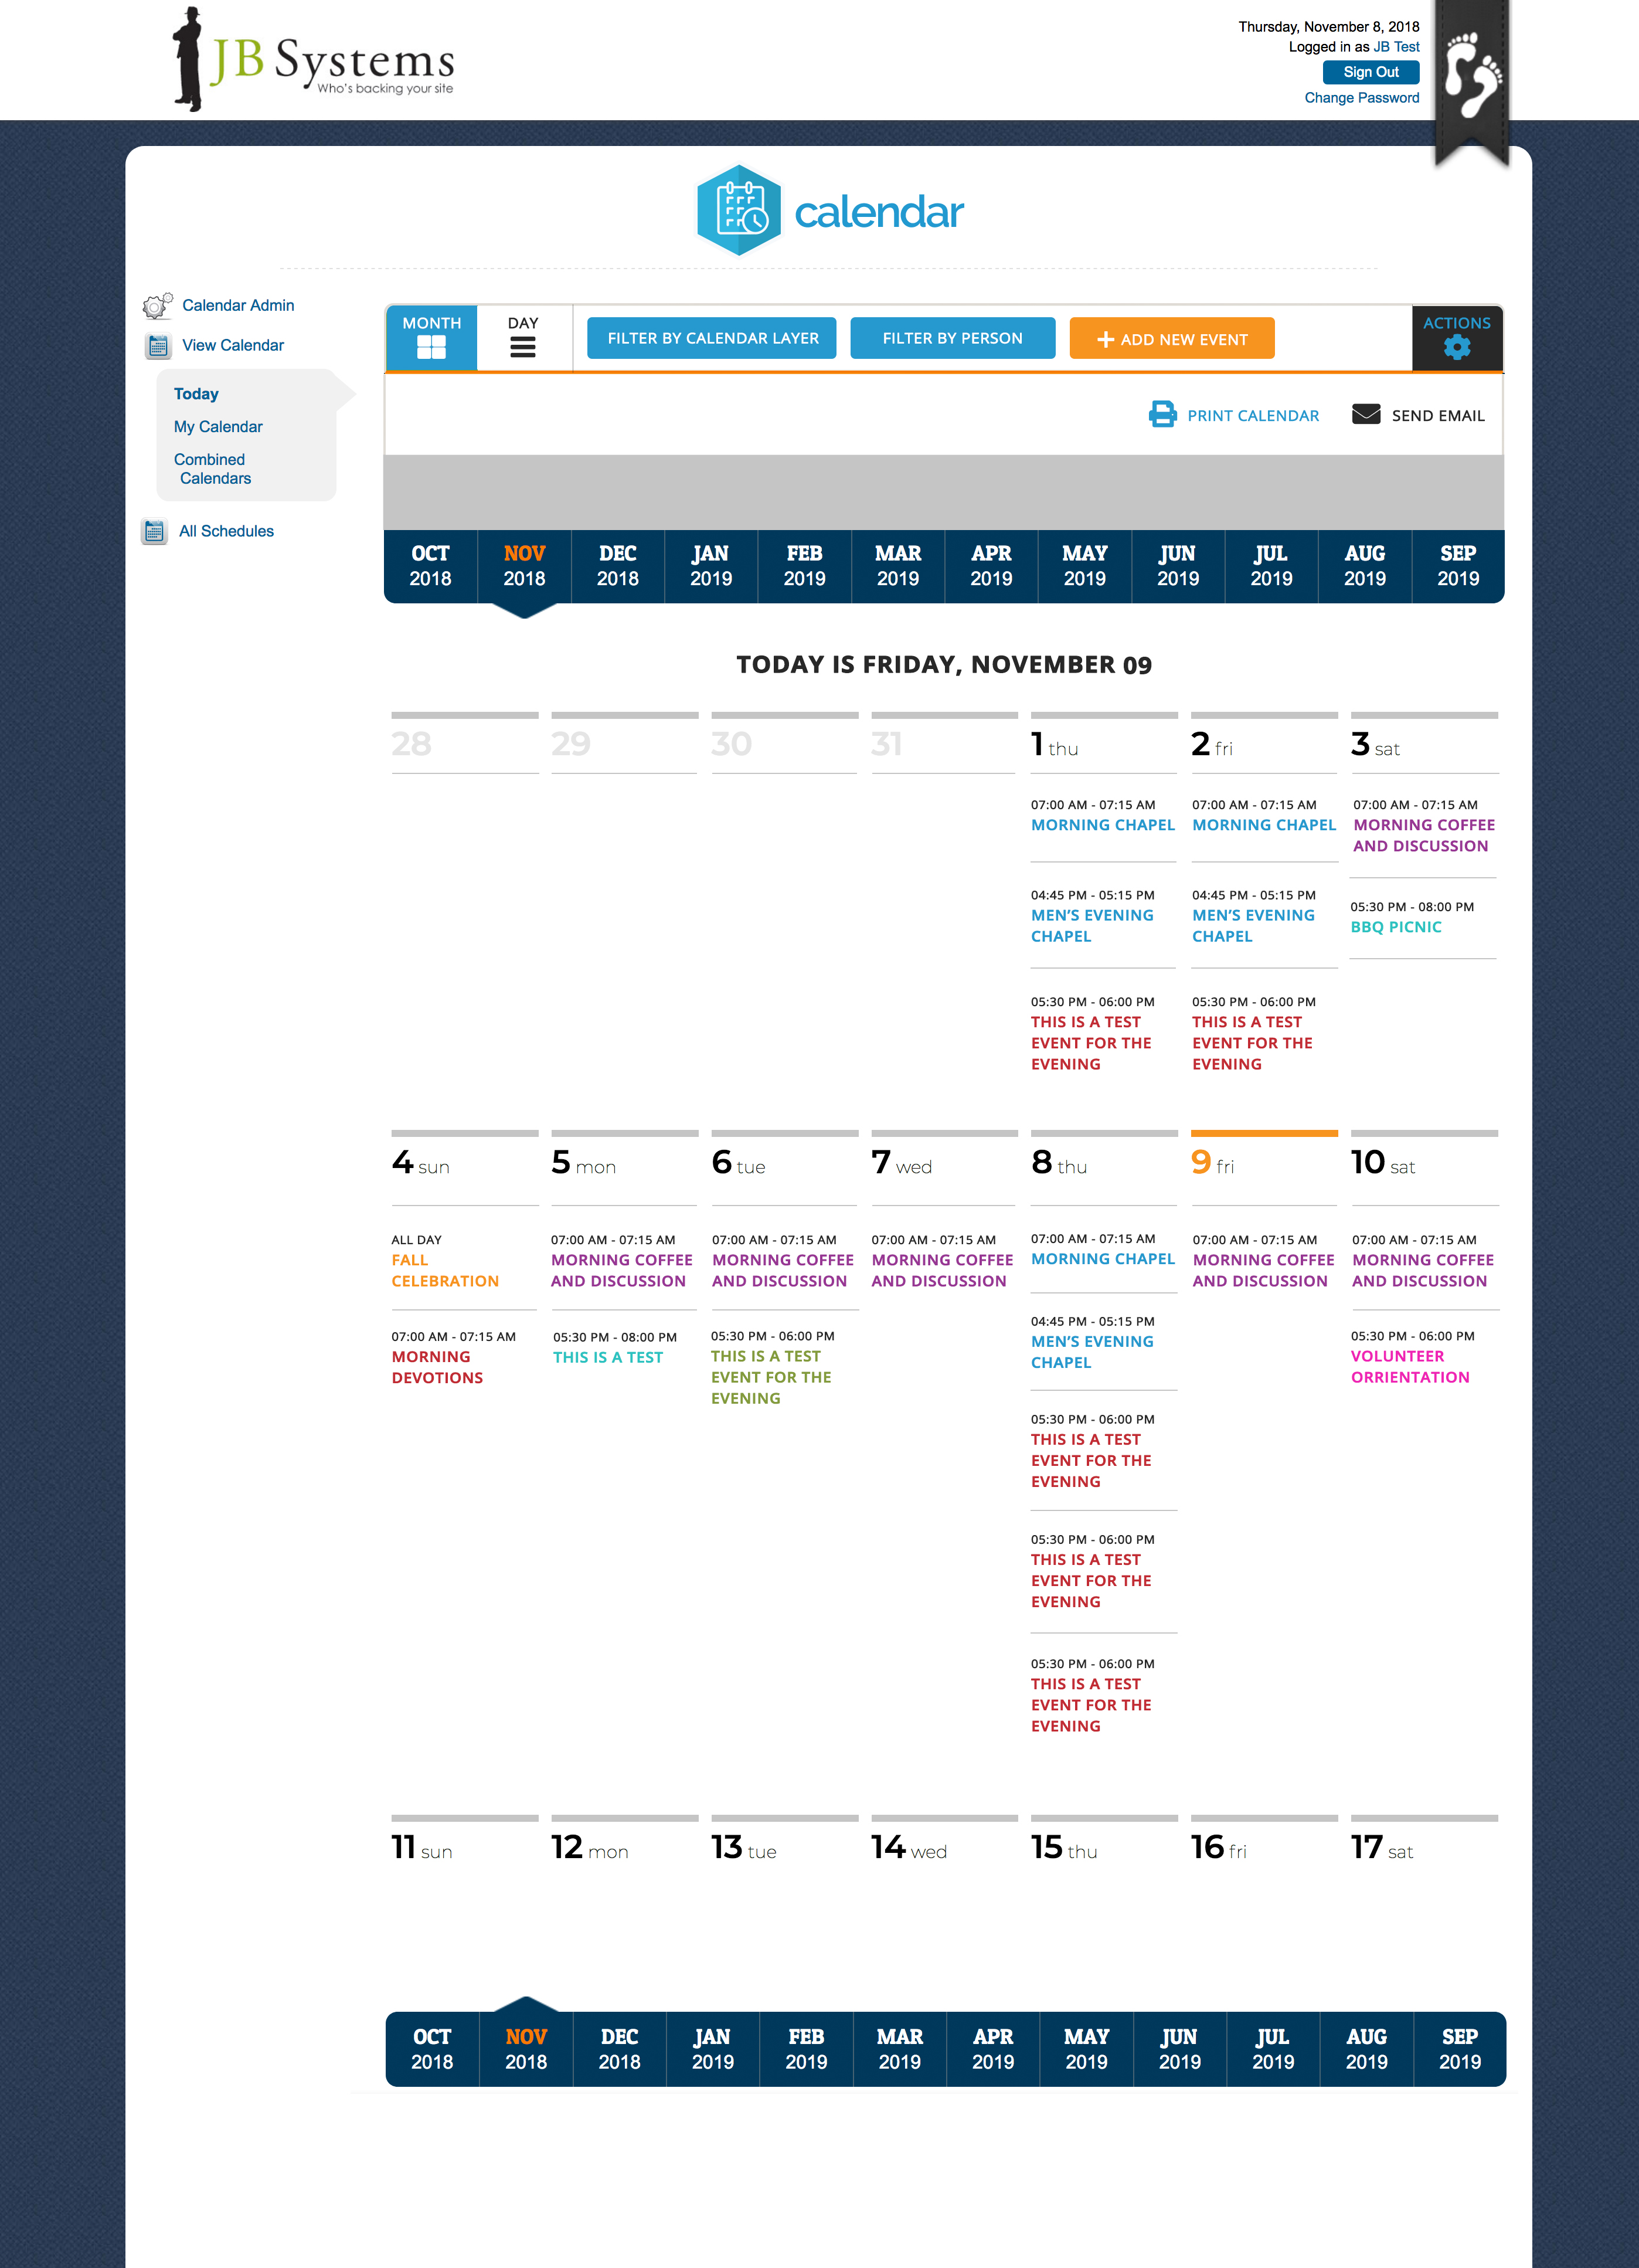 JB Systems
Who's backing your site
Thursday, November 8, 2018
Logged in as JB Test
Sign Out
Change Password
calendar
Calendar Admin
View Calendar
Today
My Calendar
Combined
Calendars
All Schedules
MONTH
DAY
FILTER BY CALENDAR LAYER
FILTER BY PERSON
+ ADD NEW EVENT
ACTIONS
PRINT CALENDAR
SEND EMAIL
OCT NOV DEC JAN FEB MAR APR MAY JUN JUL AUG SEP
2018 2018 2018 2019 2019 2019 2019 2019 2019 2019 2019 2019
TODAY IS FRIDAY, NOVEMBER 09
28 29 30 31 1 thu 2 fri 3 sat
07:00 AM - 07:15 AM
MORNING CHAPEL
04:45 PM - 05:15 PM
MEN'S EVENING
CHAPEL
05:30 PM - 06:00 PM
THIS IS A TEST
EVENT FOR THE
EVENING
07:00 AM - 07:15 AM
MORNING CHAPEL
04:45 PM - 05:15 PM
MEN'S EVENING
CHAPEL
05:30 PM - 06:00 PM
THIS IS A TEST
EVENT FOR THE
EVENING
07:00 AM - 07:15 AM
MORNING COFFEE
AND DISCUSSION
05:30 PM - 08:00 PM
BBQ PICNIC
4 sun 5 mon 6 tue 7 wed 8 thu 9 fri 10 sat
ALL DAY
FALL
CELEBRATION
07:00 AM - 07:15 AM
MORNING
DEVOTIONS
07:00 AM - 07:15 AM
MORNING COFFEE
AND DISCUSSION
05:30 PM - 08:00 PM
THIS IS A TEST
07:00 AM - 07:15 AM
MORNING COFFEE
AND DISCUSSION
05:30 PM - 06:00 PM
THIS IS A TEST
EVENT FOR THE
EVENING
07:00 AM - 07:15 AM
MORNING COFFEE
AND DISCUSSION
07:00 AM - 07:15 AM
MORNING CHAPEL
04:45 PM - 05:15 PM
MEN'S EVENING
CHAPEL
05:30 PM - 06:00 PM
THIS IS A TEST
EVENT FOR THE
EVENING
05:30 PM - 06:00 PM
THIS IS A TEST
EVENT FOR THE
EVENING
05:30 PM - 06:00 PM
THIS IS A TEST
EVENT FOR THE
EVENING
07:00 AM - 07:15 AM
MORNING COFFEE
AND DISCUSSION
07:00 AM - 07:15 AM
MORNING COFFEE
AND DISCUSSION
05:30 PM - 06:00 PM
VOLUNTEER
ORRIENTATION
11 sun 12 mon 13 tue 14 wed 15 thu 16 fri 17 sat
OCT NOV DEC JAN FEB MAR APR MAY JUN JUL AUG SEP
2018 2018 2018 2019 2019 2019 2019 2019 2019 2019 2019 2019